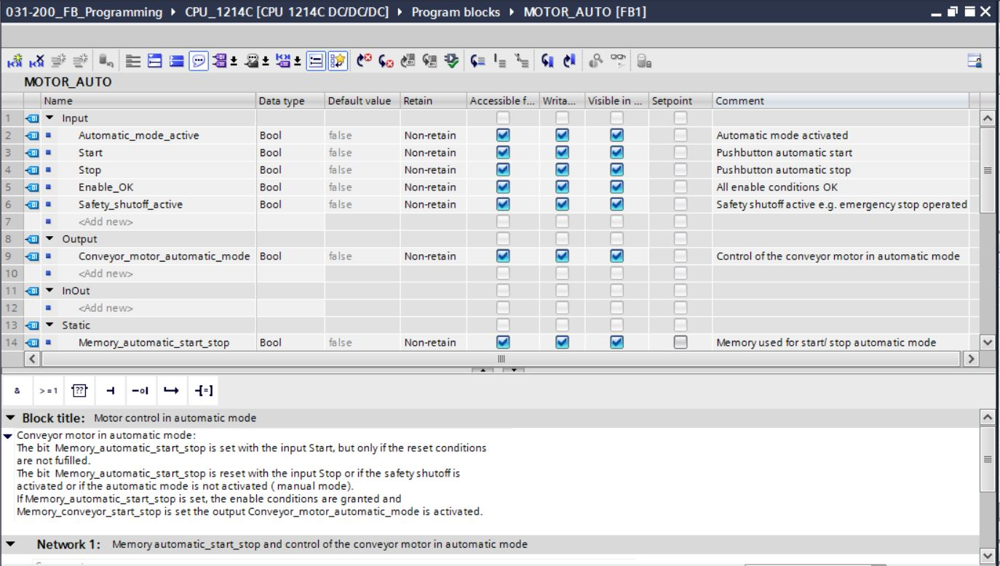 031-200_FB_Programming ▸ CPU_1214C [CPU 1214C DC/DC/DC] ▸ Program blocks ▸ MOTOR_AUTO [FB1]
MOTOR_AUTO
Name Data type Default value Retain Accessible f... Writa... Visible in ... Setpoint Comment
1 Input
2 Automatic_mode_active Bool false Non-retain Automatic mode activated
3 Start Bool false Non-retain Pushbutton automatic start
4 Stop Bool false Non-retain Pushbutton automatic stop
5 Enable_OK Bool false Non-retain All enable conditions OK
6 Safety_shutoff_active Bool false Non-retain Safety shutoff active e.g. emergency stop operated
7 <Add new>
8 Output
9 Conveyor_motor_automatic_mode Bool false Non-retain Control of the conveyor motor in automatic mode
10 <Add new>
11 InOut
12 <Add new>
13 Static
14 Memory_automatic_start_stop Bool false Non-retain Memory used for start/ stop automatic mode
& >=1 ?? -| -o| -[=]
Block title: Motor control in automatic mode
Conveyor motor in automatic mode:
The bit Memory_automatic_start_stop is set with the input Start, but only if the reset conditions
are not fufilled.
The bit Memory_automatic_start_stop is reset with the input Stop or if the safety shutoff is
activated or if the automatic mode is not activated ( manual mode).
If Memory_automatic_start_stop is set, the enable conditions are granted and
Memory_conveyor_start_stop is set the output Conveyor_motor_automatic_mode is activated.
Network 1: Memory automatic_start_stop and control of the conveyor motor in automatic mode